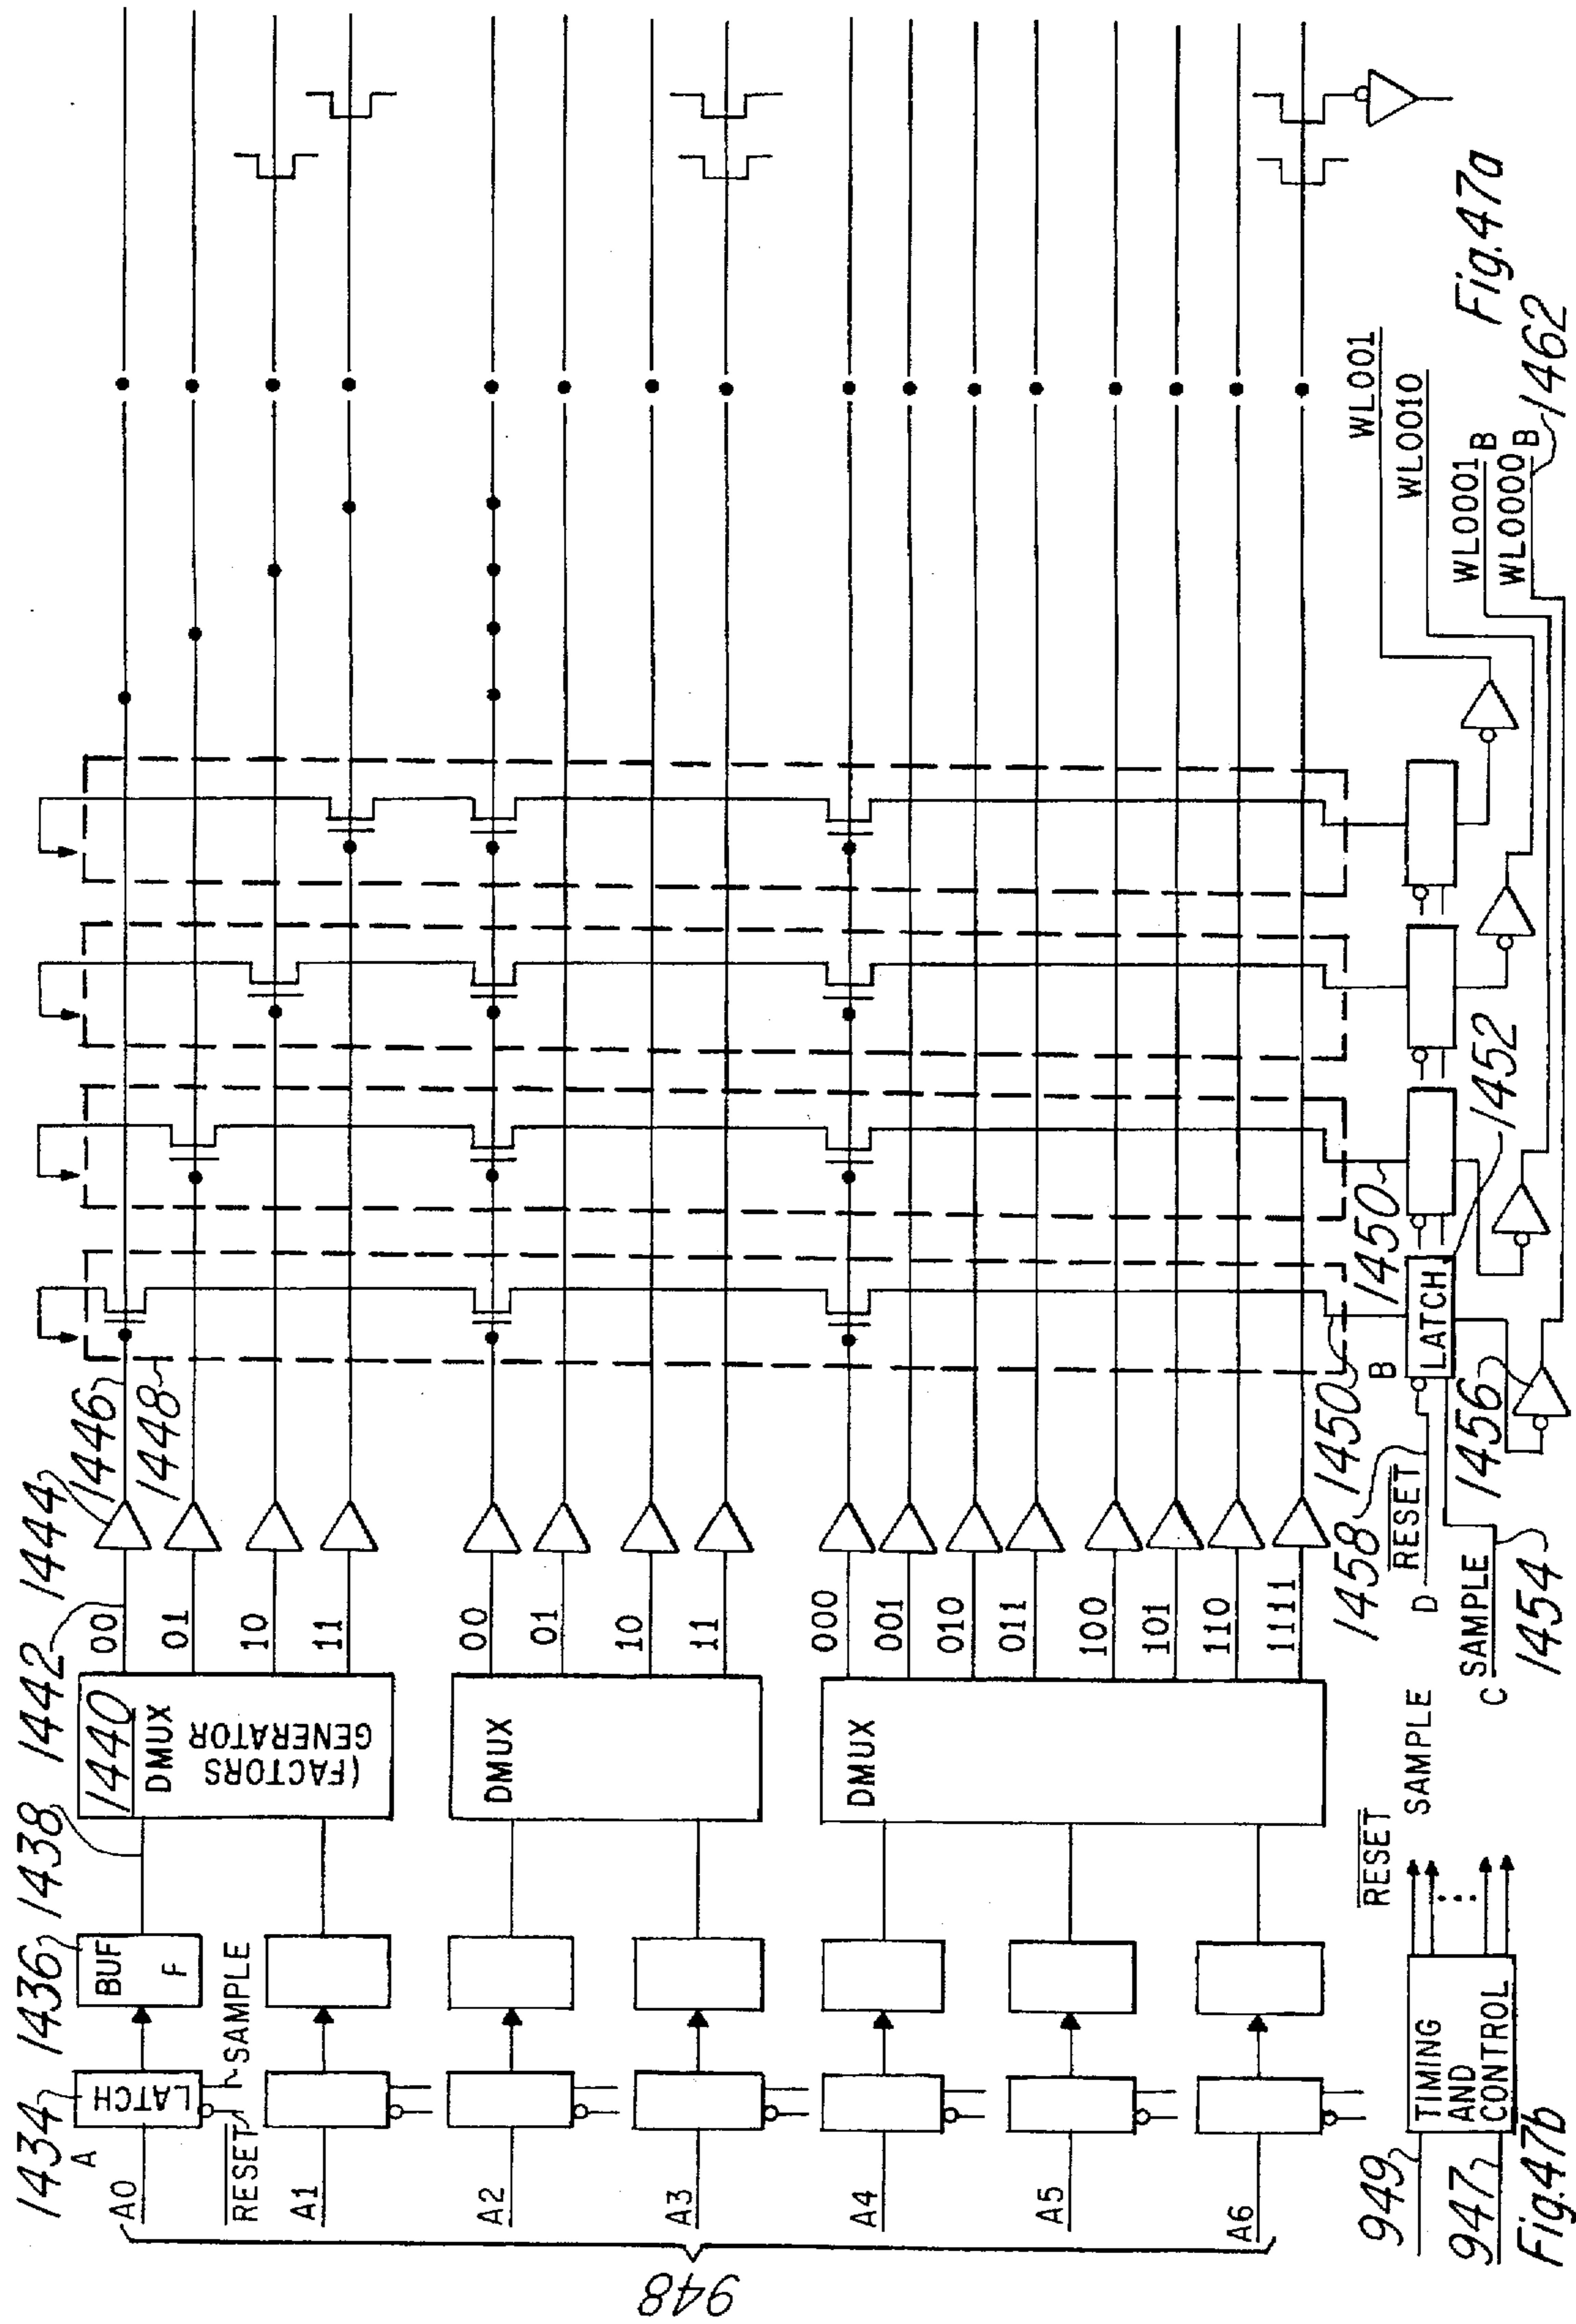 1434
1436
1438
1442
1444
1446
1448
A
A0
LATCH
BUF
F
1440
DMUX
(FACTORS
GENERATOR
00
01
10
11
RESET
SAMPLE
A1
A2
A3
DMUX
00
01
10
11
A4
A5
A6
DMUX
000
001
010
011
100
101
110
1111
948
1458
1450
B
1450
D RESET
LATCH
1452
C SAMPLE
1454
1456
WL001
WL0010
WL0001 B
WL0000 B
1462
Fig.47a
RESET
SAMPLE
949
947
TIMING
AND
CONTROL
Fig.47b